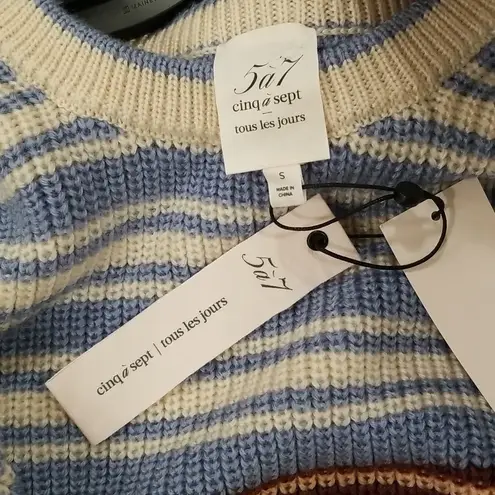 5à7
cinq à sept
tous les jours
S
MADE IN
CHINA
5à7
cinq à sept | tous les jours